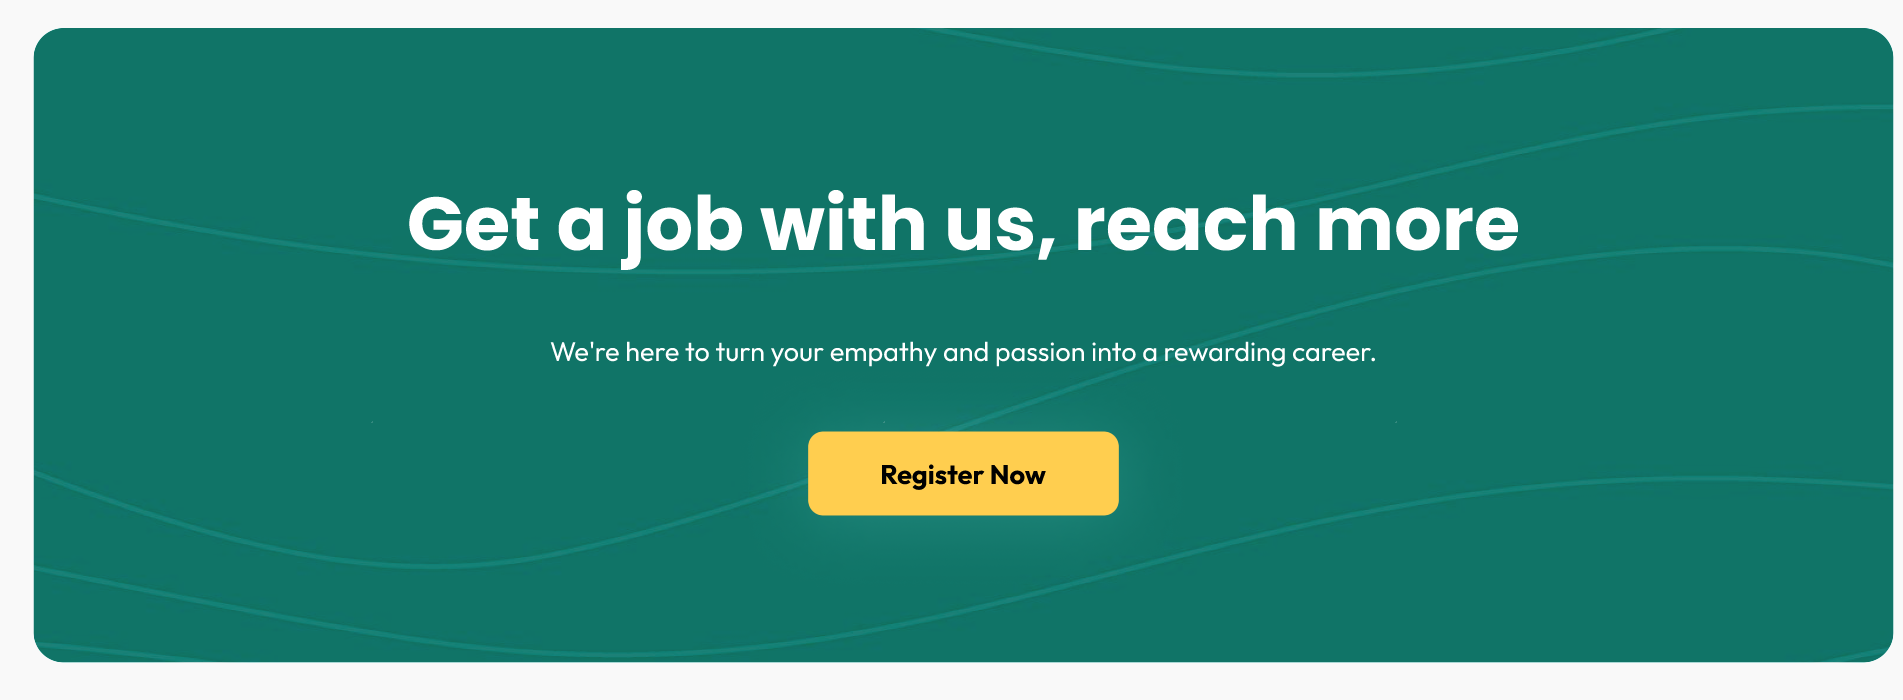 Get a job with us, reach more
We're here to turn your empathy and passion into a rewarding career.
Register Now